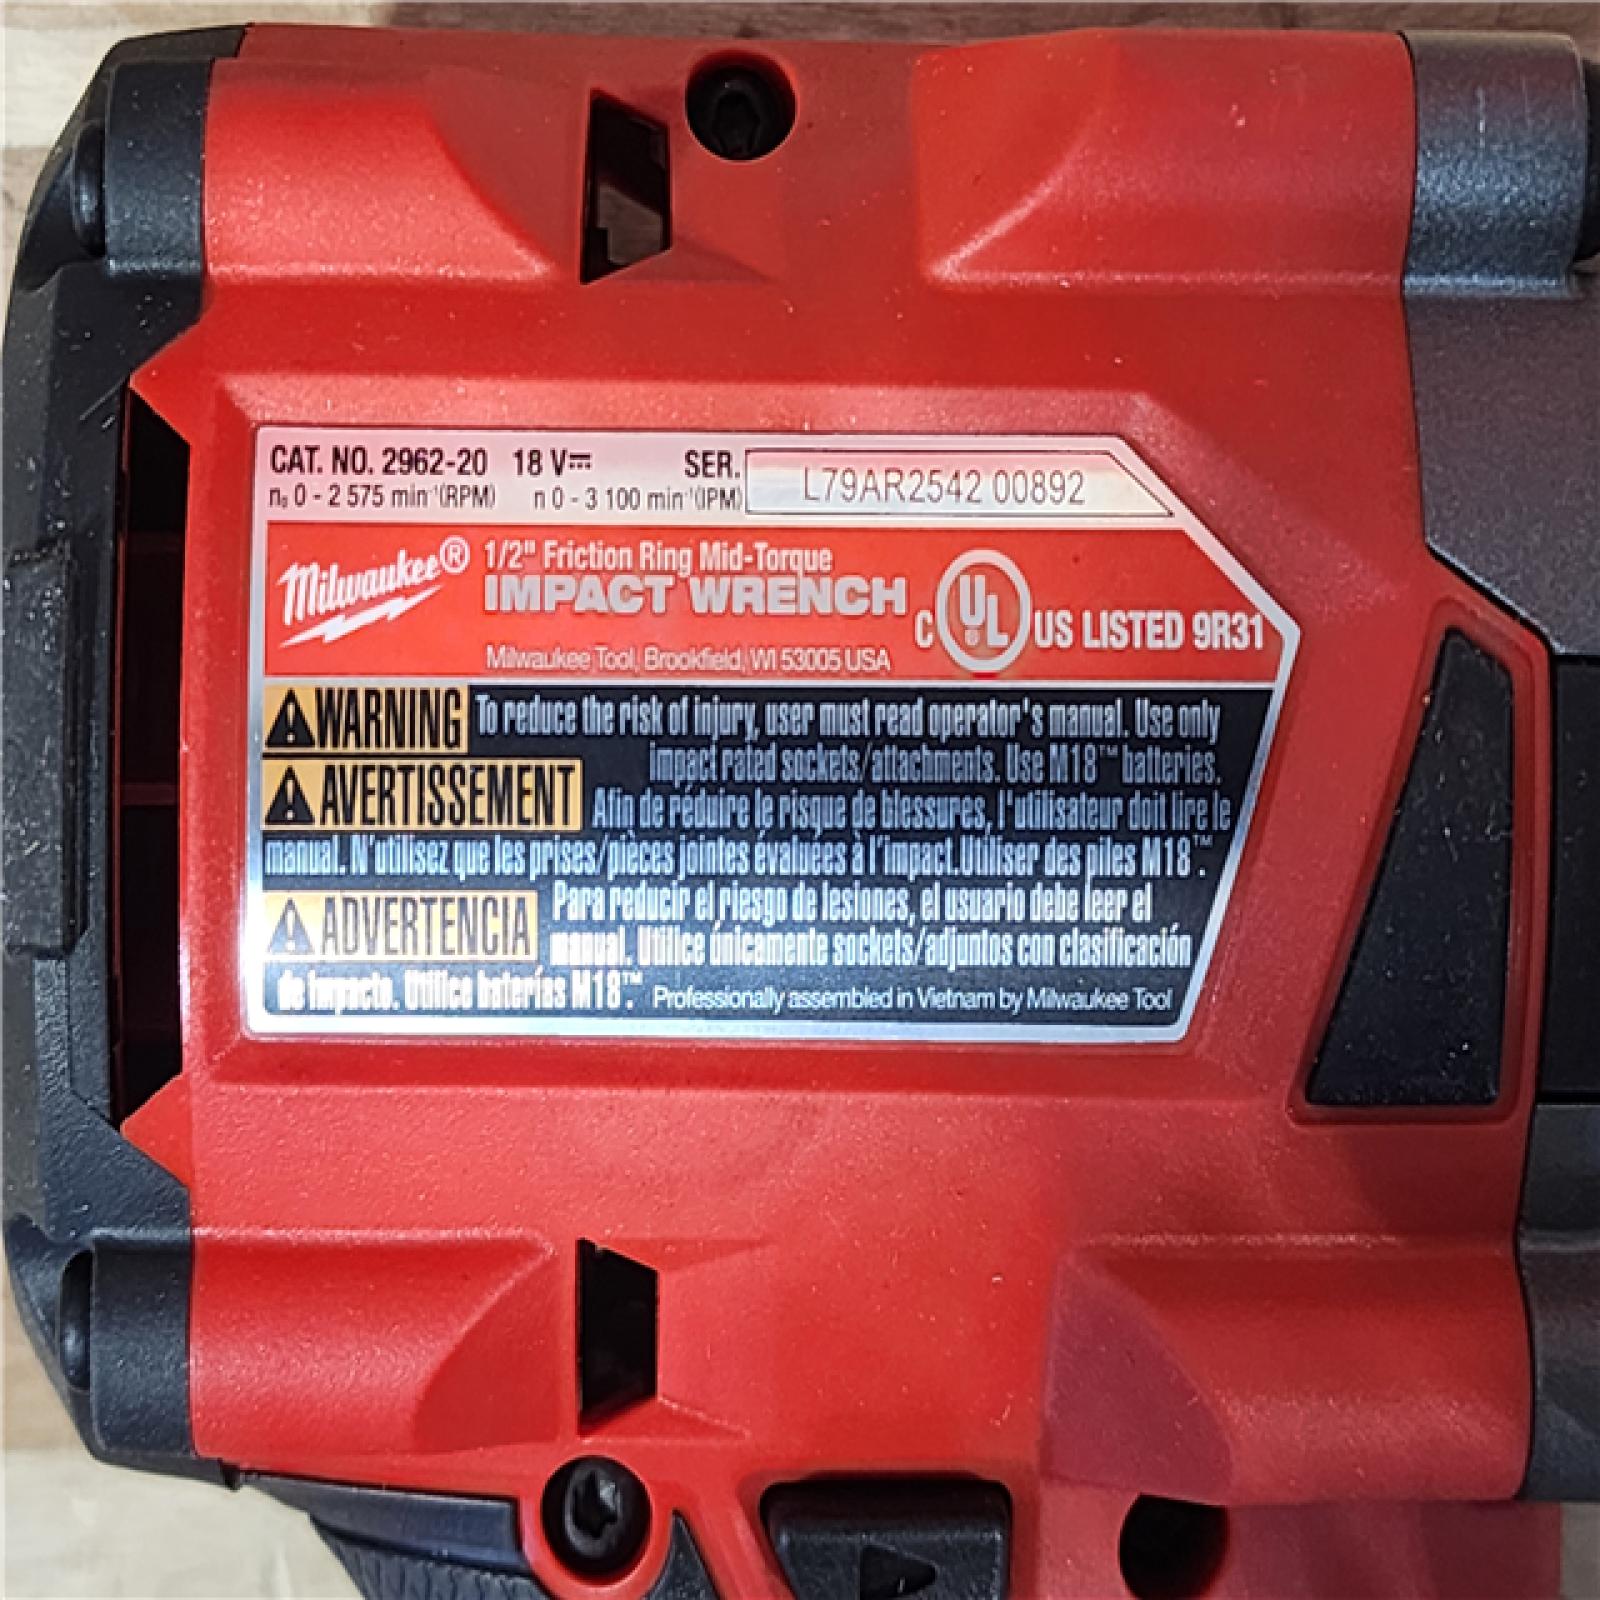 CAT. NO. 2962-20 18 V⎓ SER. L79AR2542 00892
n₀ 0 - 2 575 min⁻¹(RPM) n 0 - 3 100 min⁻¹(IPM)
Milwaukee® 1/2" Friction Ring Mid-Torque
IMPACT WRENCH
C UL® US LISTED 9R31
Milwaukee Tool, Brookfield, WI 53005 USA
WARNING To reduce the risk of injury, user must read operator's manual. Use only
impact rated sockets/attachments. Use M18™ batteries.
AVERTISSEMENT Afin de réduire le risque de blessures, l'utilisateur doit lire le
manual. N'utilisez que les prises/pièces jointes évaluées à l'impact.Utiliser des piles M18™.
ADVERTENCIA Para reducir el riesgo de lesiones, el usuario debe leer el
manual. Utilice únicamente sockets/adjuntos con clasificación
de impacto. Utilice baterías M18™. Professionally assembled in Vietnam by Milwaukee Tool